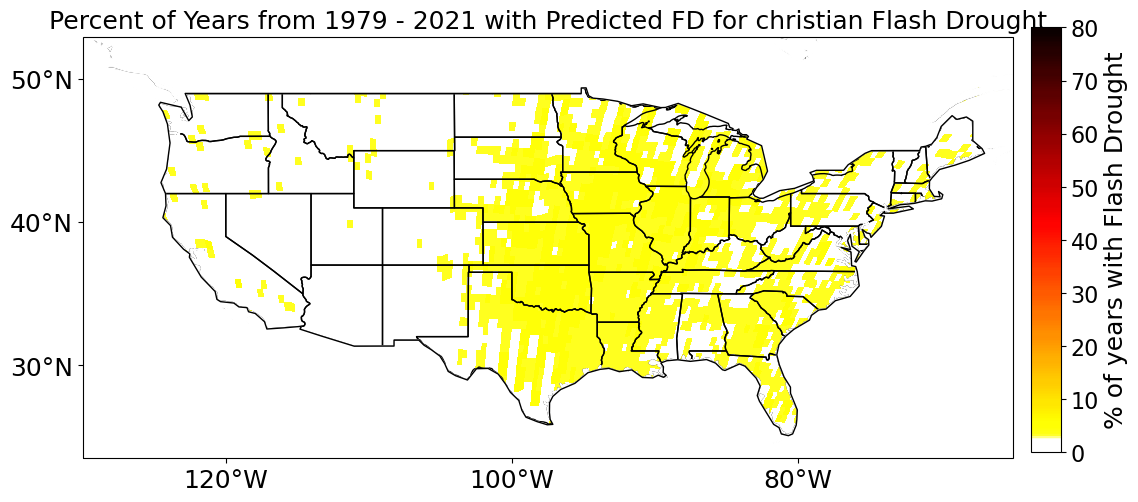 Percent of Years from 1979 - 2021 with Predicted FD for christian Flash Drought
50°N
40°N
30°N
120°W
100°W
80°W
80
70
60
50
40
30
20
10
0
% of years with Flash Drought